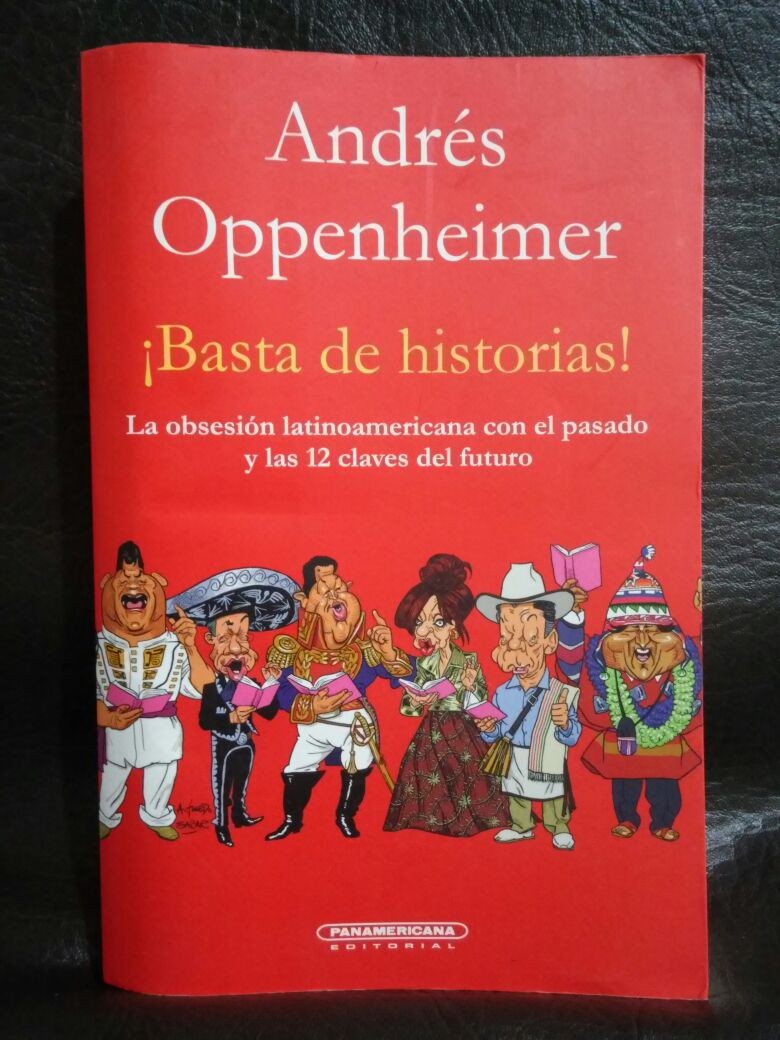 Andrés
Oppenheimer
¡Basta de historias!
La obsesión latinoamericana con el pasado
y las 12 claves del futuro
PANAMERICANA
EDITORIAL